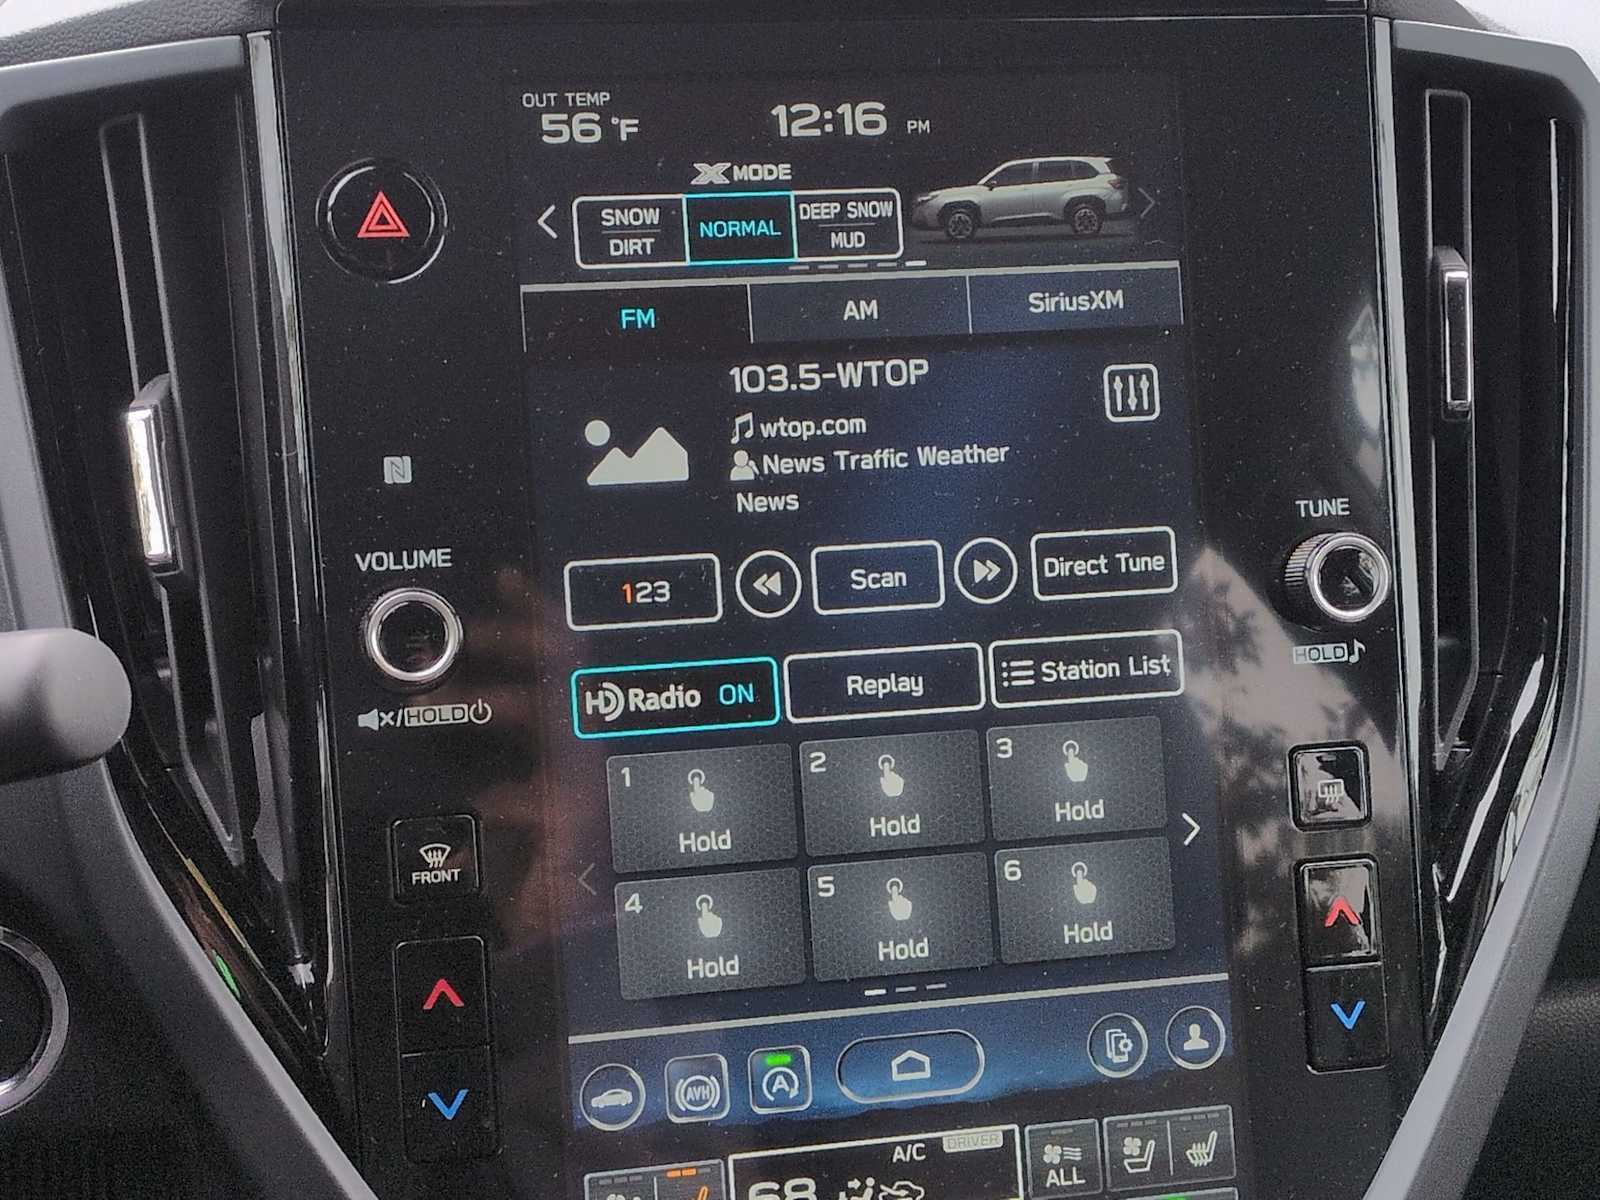 OUT TEMP
56 °F
12:16 PM
X MODE
SNOW
DIRT
NORMAL
DEEP SNOW
MUD
FM
AM
SiriusXM
103.5-WTOP
wtop.com
News Traffic Weather
News
VOLUME
TUNE
123
Scan
Direct Tune
HOLD
HD Radio ON
Replay
Station List
/HOLD
1
Hold
2
Hold
3
Hold
FRONT
4
Hold
5
Hold
6
Hold
AVH
A
A/C
DRIVER
68
ALL